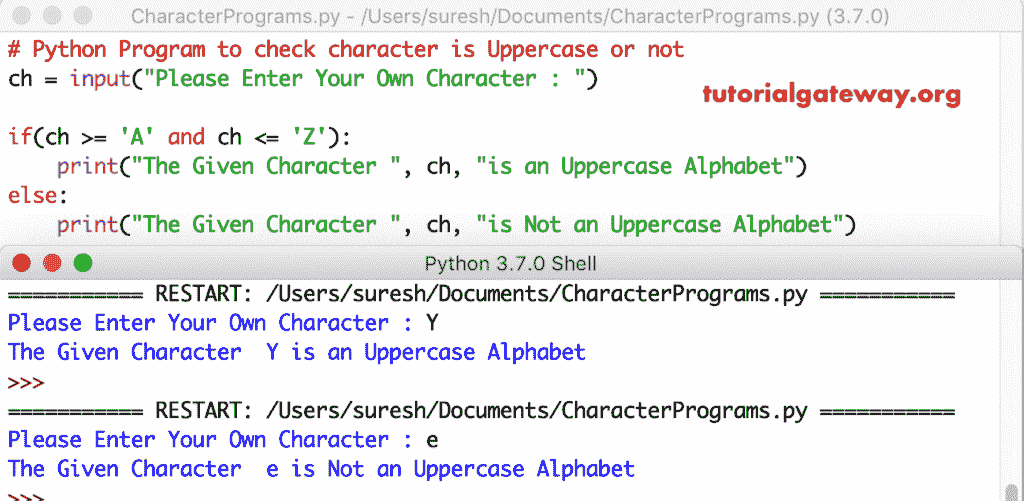 CharacterPrograms.py - /Users/suresh/Documents/CharacterPrograms.py (3.7.0)
# Python Program to check character is Uppercase or not
ch = input("Please Enter Your Own Character : ")
tutorialgateway.org
if(ch >= 'A' and ch <= 'Z'):
    print("The Given Character ", ch, "is an Uppercase Alphabet")
else:
    print("The Given Character ", ch, "is Not an Uppercase Alphabet")
Python 3.7.0 Shell
=========== RESTART: /Users/suresh/Documents/CharacterPrograms.py ===========
Please Enter Your Own Character : Y
The Given Character  Y is an Uppercase Alphabet
>>>
=========== RESTART: /Users/suresh/Documents/CharacterPrograms.py ===========
Please Enter Your Own Character : e
The Given Character  e is Not an Uppercase Alphabet
>>>